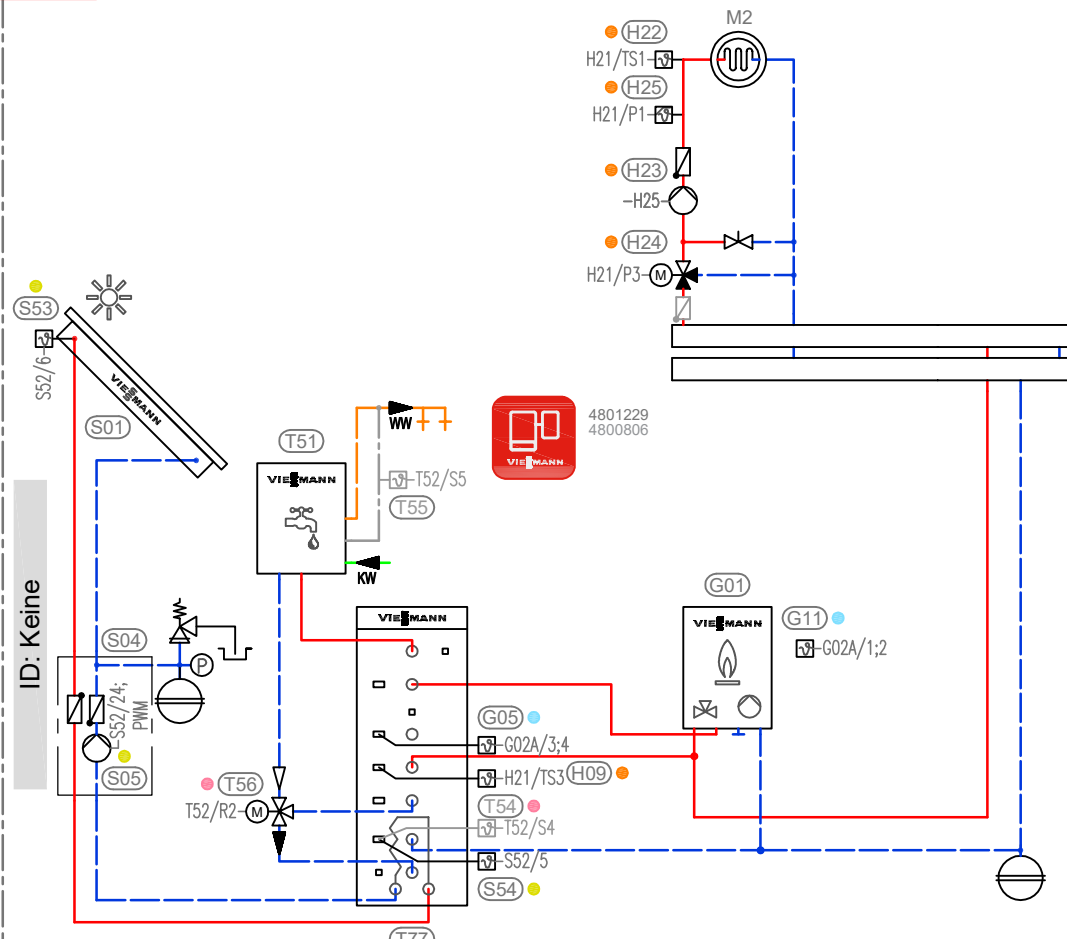 M2
H22
H21/TS1
H25
H21/P1
H23
H25
H24
H21/P3
M
S53
S52/6
VIESSMANN
S01
WW
4801229
4800806
VIESSMANN
T51
VIESSMANN
T52/S5
T55
KW
ID: Keine
G01
VIESSMANN
VIESSMANN
G11
G02A/1;2
S04
P
S52/24;
PWM
S05
G05
G02A/3;4
H21/TS3
H09
T56
T52/R2
M
T54
T52/S4
S52/5
S54
T77